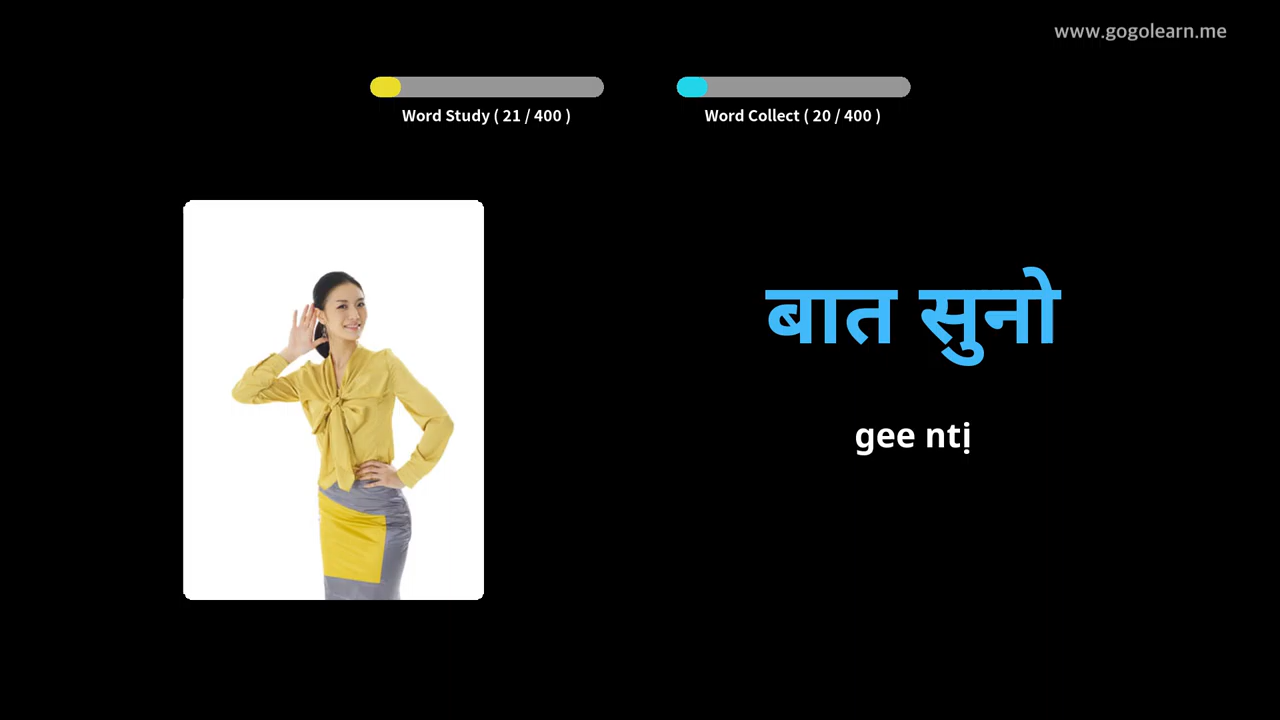 www.gogolearn.me
Word Study ( 21 / 400 )
Word Collect ( 20 / 400 )
बात सुनो
gee ntị